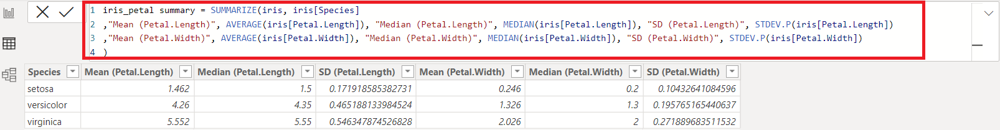 1 iris_petal summary = SUMMARIZE(iris, iris[Species]
2 ,"Mean (Petal.Length)", AVERAGE(iris[Petal.Length]), "Median (Petal.Length)", MEDIAN(iris[Petal.Length]), "SD (Petal.Length)", STDEV.P(iris[Petal.Length])
3 ,"Mean (Petal.Width)", AVERAGE(iris[Petal.Width]), "Median (Petal.Width)", MEDIAN(iris[Petal.Width]), "SD (Petal.Width)", STDEV.P(iris[Petal.Width])
4 )
Species Mean (Petal.Length) Median (Petal.Length) SD (Petal.Length) Mean (Petal.Width) Median (Petal.Width) SD (Petal.Width)
setosa 1.462 1.5 0.171918585382731 0.246 0.2 0.10432641084596
versicolor 4.26 4.35 0.465188133984524 1.326 1.3 0.197565165440637
virginica 5.552 5.55 0.546347874526828 2.026 2 0.271889683511532